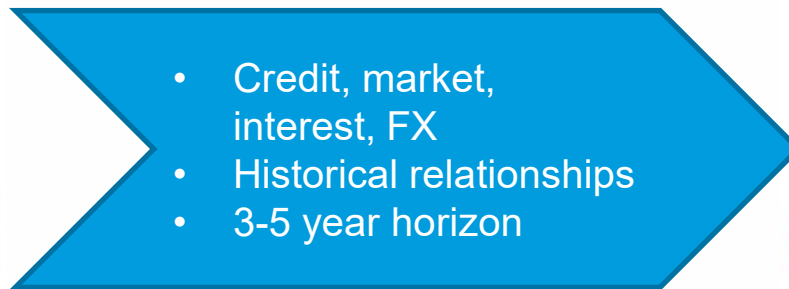 • Credit, market,
interest, FX
• Historical relationships
• 3-5 year horizon